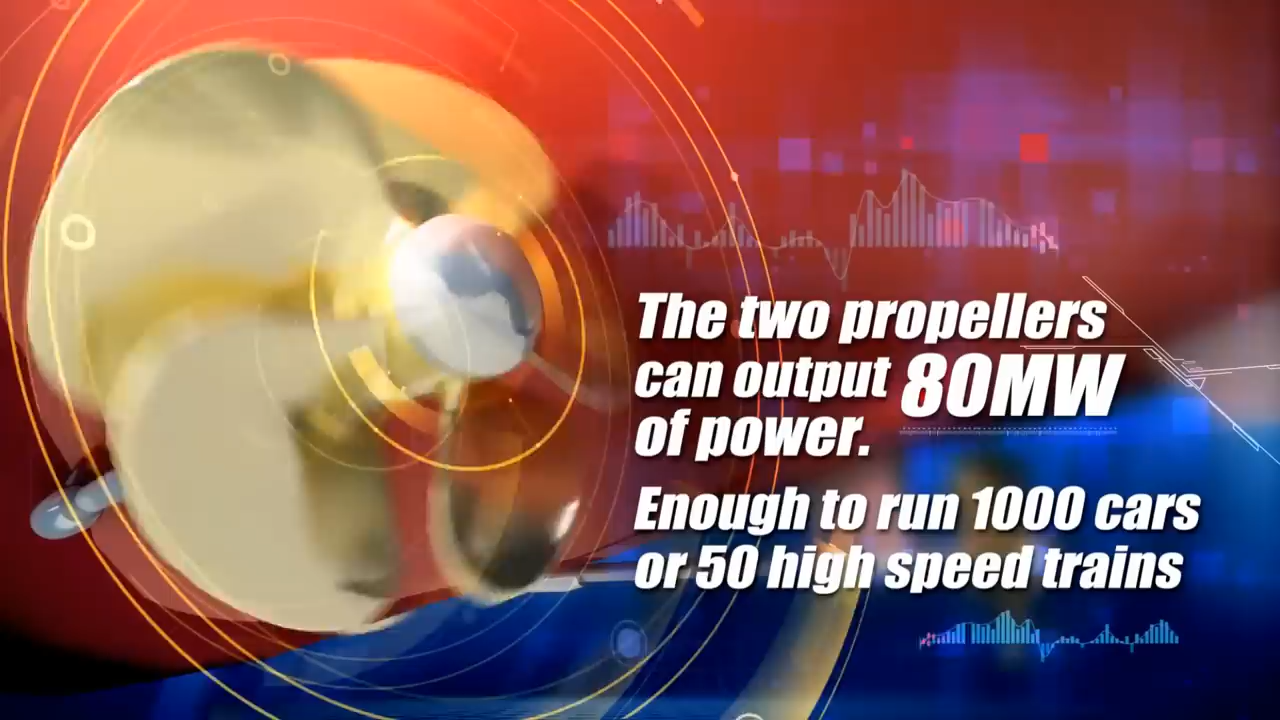 The two propellers
can output 80MW
of power.
Enough to run 1000 cars
or 50 high speed trains